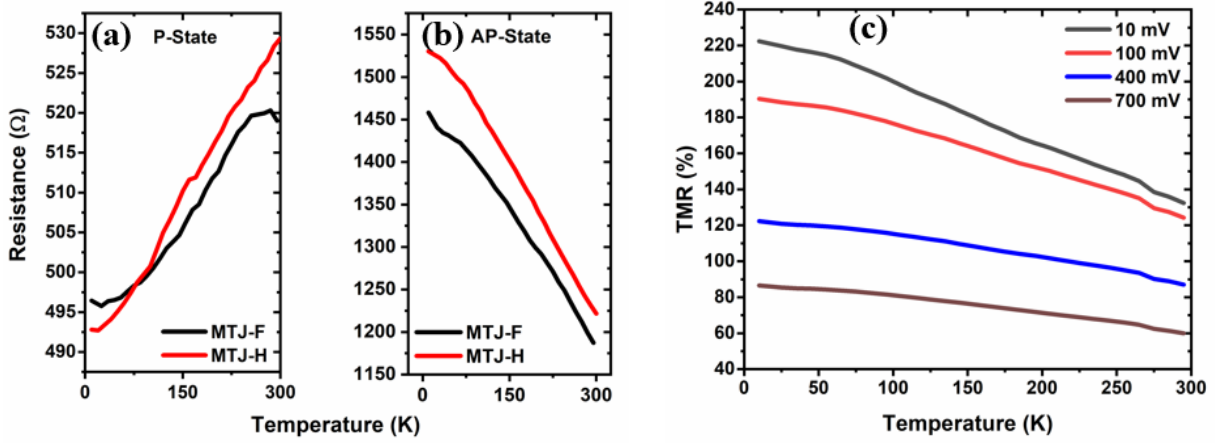 (a) P-State
530
525
520
515
510
505
500
495
490
Resistance (Ω)
MTJ-F
MTJ-H
0 150 300
(b) AP-State
1550
1500
1450
1400
1350
1300
1250
1200
1150
MTJ-F
MTJ-H
0 150 300
Temperature (K)
(c)
240
220
200
180
160
140
120
100
80
60
40
TMR (%)
10 mV
100 mV
400 mV
700 mV
0 50 100 150 200 250 300
Temperature (K)